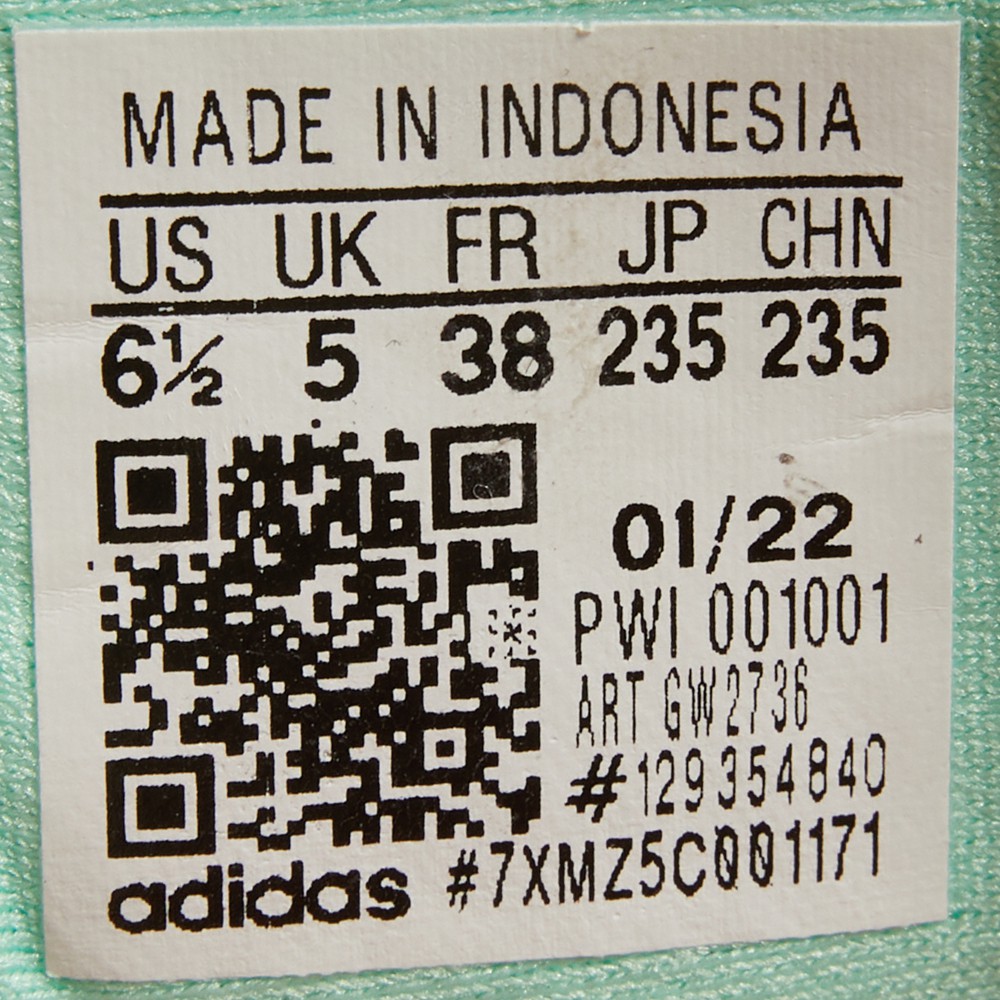 MADE IN INDONESIA
US UK FR JP CHN
6½ 5 38 235 235
01/22
PWI 001001
ART GW2736
#129354840
adidas #7XMZ5C001171